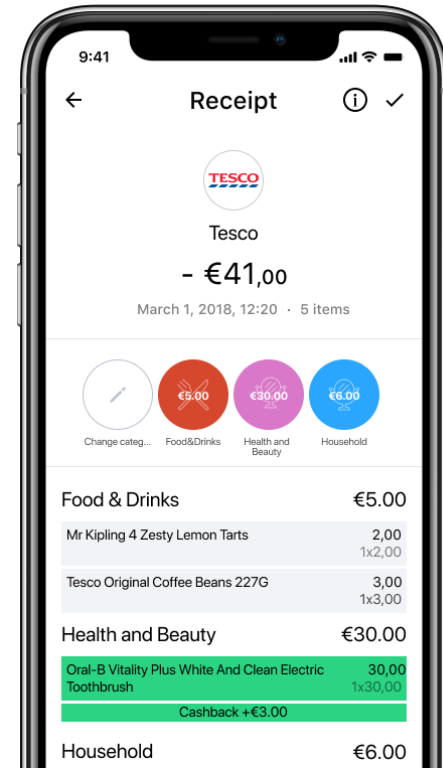 9:41
Receipt
TESCO
Tesco
- €41,00
March 1, 2018, 12:20 · 5 items
€5.00 €30.00 €6.00
Change categ... Food&Drinks Health and Beauty Household
Food & Drinks €5.00
Mr Kipling 4 Zesty Lemon Tarts 2,00
1x2,00
Tesco Original Coffee Beans 227G 3,00
1x3,00
Health and Beauty €30.00
Oral-B Vitality Plus White And Clean Electric 30,00
Toothbrush 1x30,00
Cashback +€3.00
Household €6.00